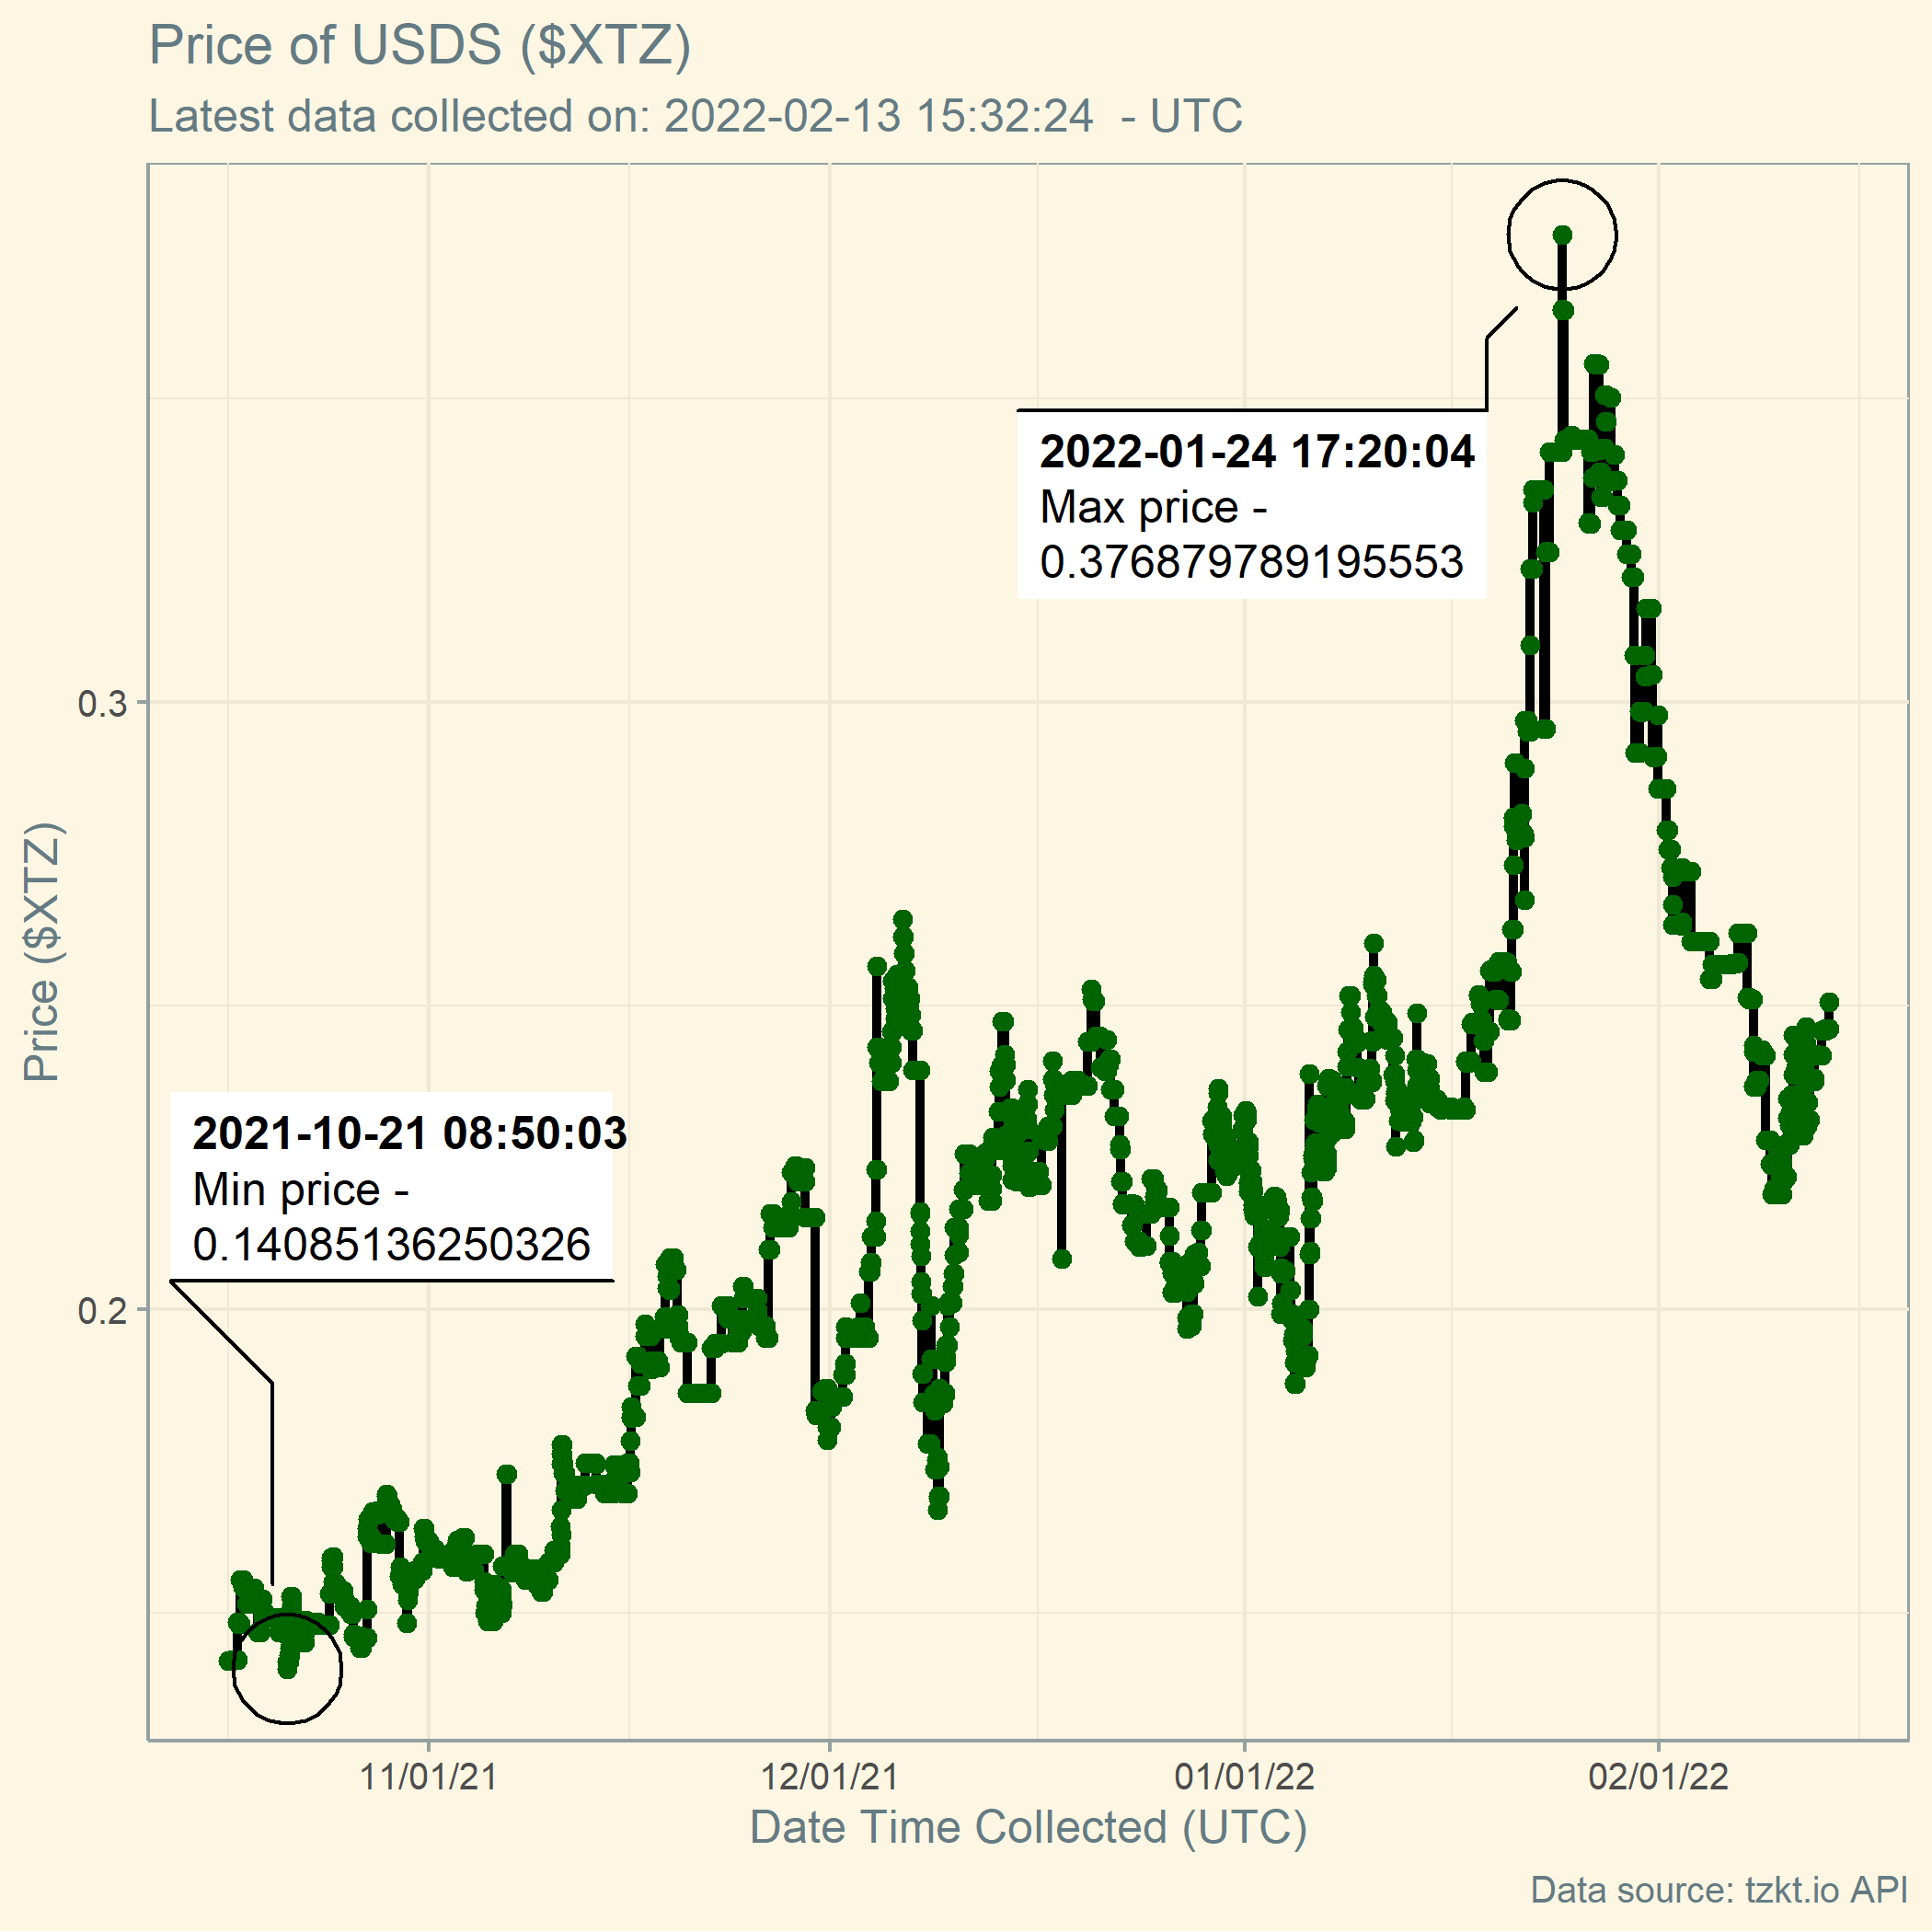 Price of USDS ($XTZ)
Latest data collected on: 2022-02-13 15:32:24  - UTC
2022-01-24 17:20:04
Max price -
0.376879789195553
0.3
Price ($XTZ)
2021-10-21 08:50:03
Min price -
0.14085136250326
0.2
11/01/21
12/01/21
01/01/22
02/01/22
Date Time Collected (UTC)
Data source: tzkt.io API